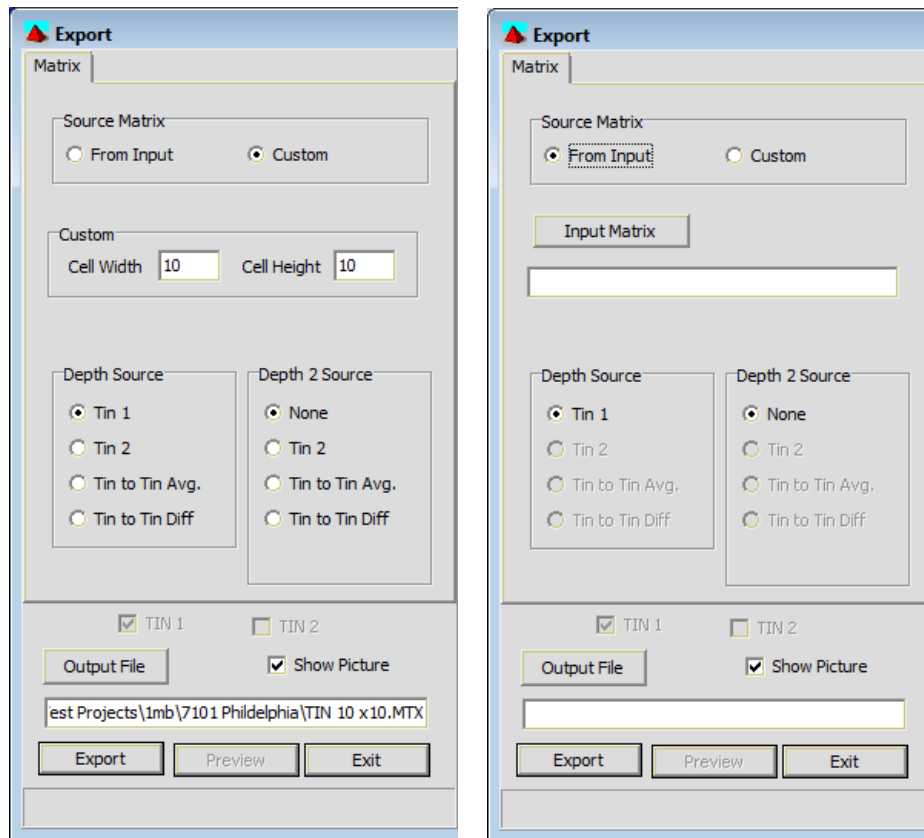 Export
Matrix
Source Matrix
From Input Custom
Custom
Cell Width 10 Cell Height 10
Depth Source Depth 2 Source
Tin 1 None
Tin 2 Tin 2
Tin to Tin Avg. Tin to Tin Avg.
Tin to Tin Diff Tin to Tin Diff
TIN 1 TIN 2
Output File Show Picture
est Projects\1mb\7101 Phildelphia\TIN 10 x10.MTX
Export Preview Exit
Export
Matrix
Source Matrix
From Input Custom
Input Matrix
Depth Source Depth 2 Source
Tin 1 None
Tin 2 Tin 2
Tin to Tin Avg. Tin to Tin Avg.
Tin to Tin Diff Tin to Tin Diff
TIN 1 TIN 2
Output File Show Picture
Export Preview Exit